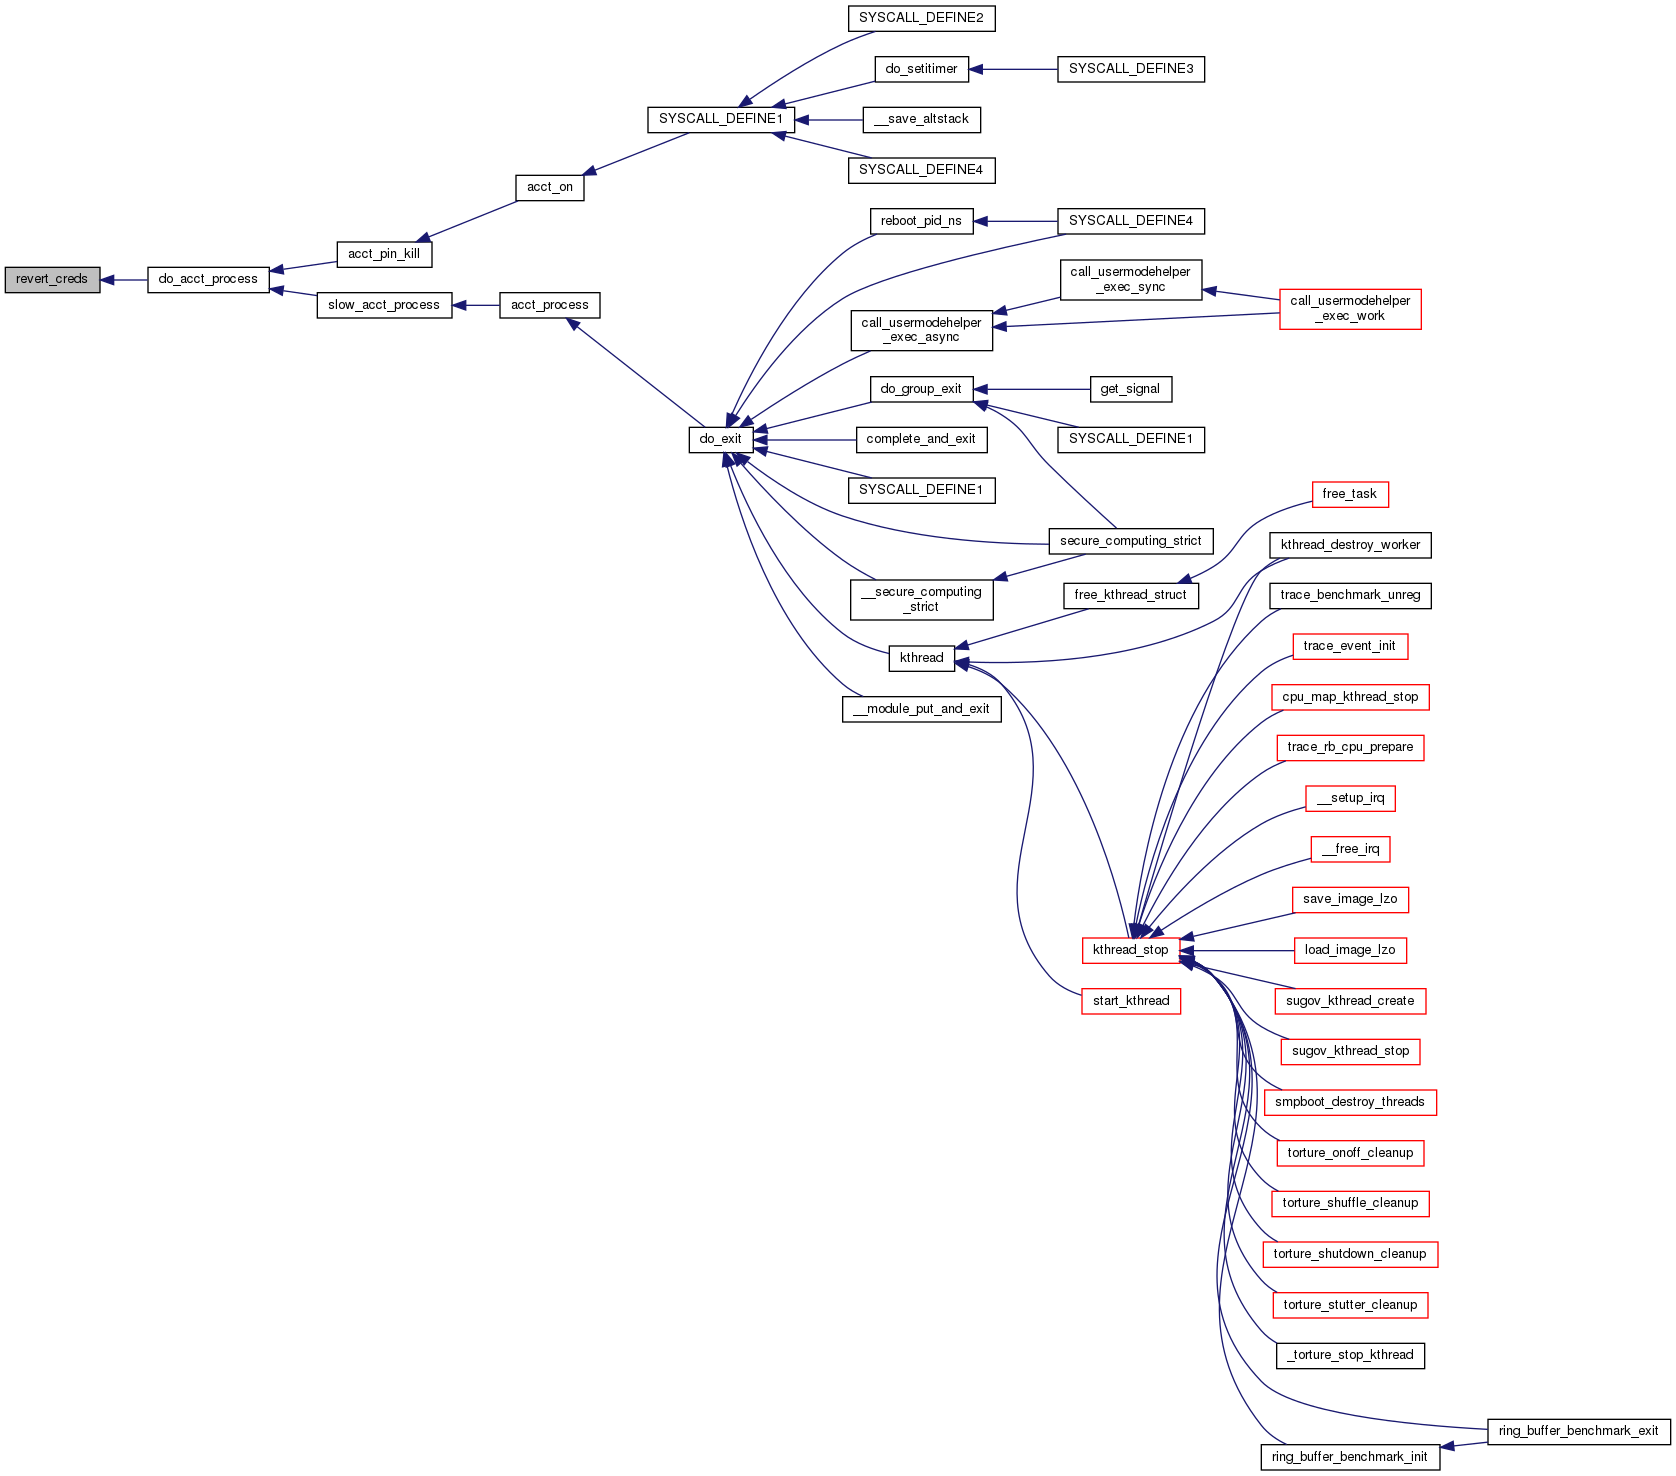 SYSCALL_DEFINE2
do_setitimer
SYSCALL_DEFINE3
SYSCALL_DEFINE1
__save_altstack
SYSCALL_DEFINE4
acct_on
reboot_pid_ns
SYSCALL_DEFINE4
acct_pin_kill
revert_creds
do_acct_process
slow_acct_process
acct_process
call_usermodehelper
_exec_sync
call_usermodehelper
_exec_work
call_usermodehelper
_exec_async
do_group_exit
get_signal
do_exit
complete_and_exit
SYSCALL_DEFINE1
SYSCALL_DEFINE1
free_task
secure_computing_strict
kthread_destroy_worker
__secure_computing
_strict
free_kthread_struct
trace_benchmark_unreg
kthread
trace_event_init
__module_put_and_exit
cpu_map_kthread_stop
trace_rb_cpu_prepare
__setup_irq
__free_irq
save_image_lzo
kthread_stop
load_image_lzo
start_kthread
sugov_kthread_create
sugov_kthread_stop
smpboot_destroy_threads
torture_onoff_cleanup
torture_shuffle_cleanup
torture_shutdown_cleanup
torture_stutter_cleanup
_torture_stop_kthread
ring_buffer_benchmark_exit
ring_buffer_benchmark_init